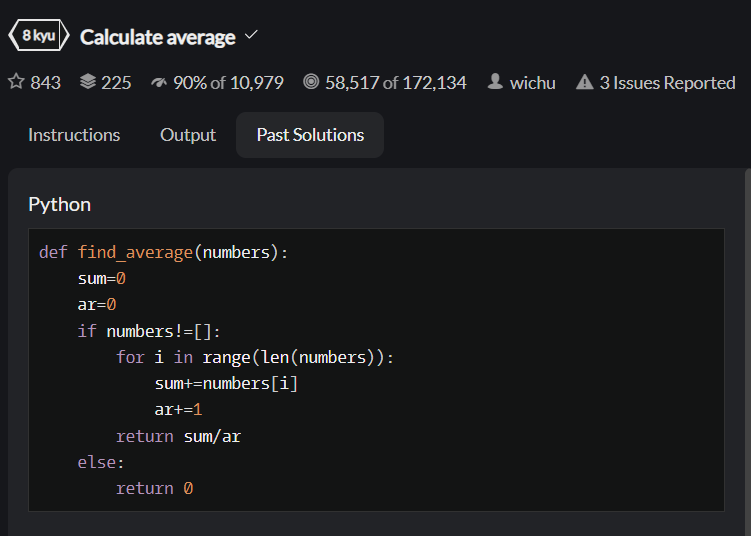 8 kyu Calculate average
843 225 90% of 10,979 58,517 of 172,134 wichu 3 Issues Reported
Instructions Output Past Solutions
Python
def find_average(numbers):
    sum=0
    ar=0
    if numbers!=[]:
        for i in range(len(numbers)):
            sum+=numbers[i]
            ar+=1
        return sum/ar
    else:
        return 0